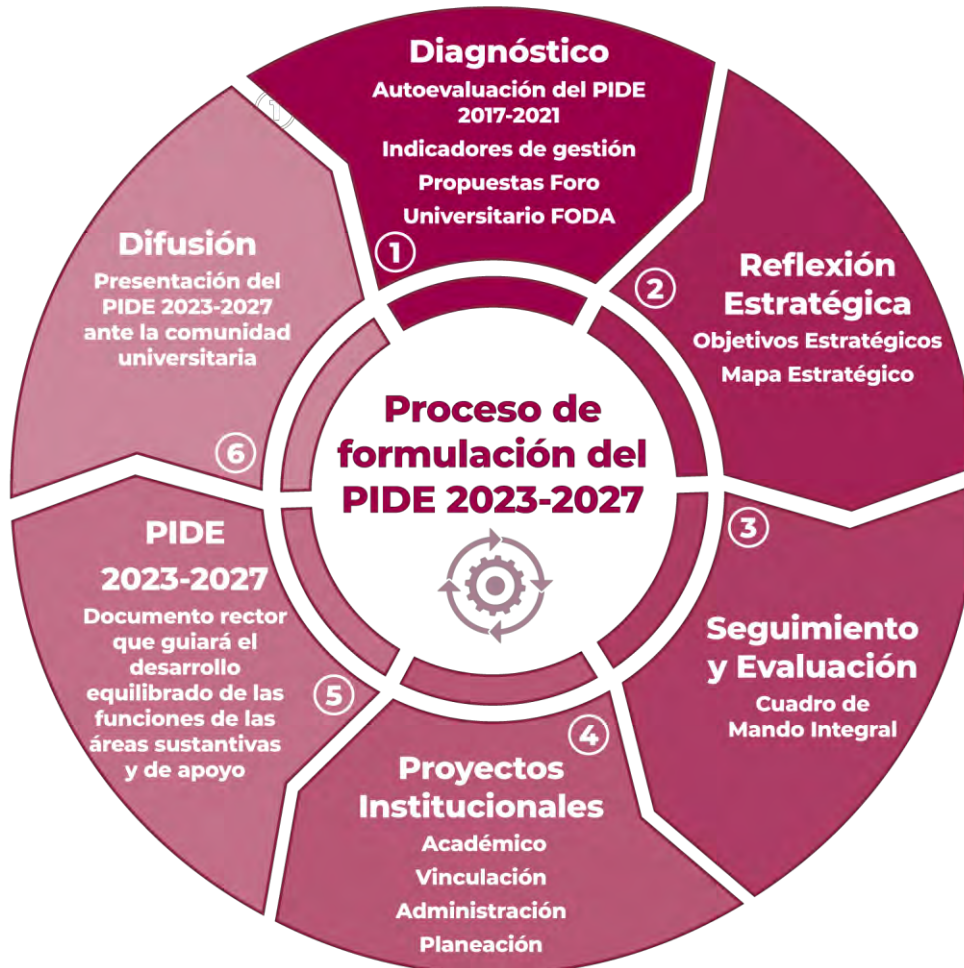 Diagnóstico
Autoevaluación del PIDE
2017-2021
Indicadores de gestión
Propuestas Foro
Universitario FODA
1
1
2
Reflexión
Estratégica
Objetivos Estratégicos
Mapa Estratégico
3
Seguimiento
y Evaluación
Cuadro de
Mando Integral
4
Proyectos
Institucionales
Académico
Vinculación
Administración
Planeación
5
PIDE
2023-2027
Documento rector
que guiará el
desarrollo
equilibrado de las
funciones de las
áreas sustantivas
y de apoyo
6
Difusión
Presentación del
PIDE 2023-2027
ante la comunidad
universitaria
Proceso de
formulación del
PIDE 2023-2027